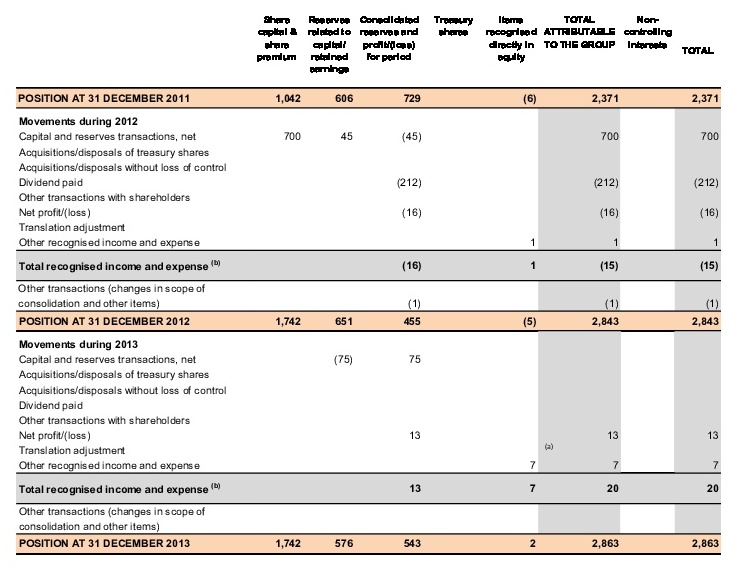 Share capital & share premium Reserves related to capital/ retained earnings Consolidated reserves and profit/(loss) for period Treasury shares Items recognised directly in equity TOTAL ATTRIBUTABLE TO THE GROUP Non-controlling interests TOTAL
POSITION AT 31 DECEMBER 2011 1,042 606 729 (6) 2,371 2,371
Movements during 2012
Capital and reserves transactions, net 700 45 (45) 700 700
Acquisitions/disposals of treasury shares
Acquisitions/disposals without loss of control
Dividend paid (212) (212) (212)
Other transactions with shareholders
Net profit/(loss) (16) (16) (16)
Translation adjustment
Other recognised income and expense 1 1 1
Total recognised income and expense (b) (16) 1 (15) (15)
Other transactions (changes in scope of
consolidation and other items) (1) (1) (1)
POSITION AT 31 DECEMBER 2012 1,742 651 455 (5) 2,843 2,843
Movements during 2013
Capital and reserves transactions, net (75) 75
Acquisitions/disposals of treasury shares
Acquisitions/disposals without loss of control
Dividend paid
Other transactions with shareholders
Net profit/(loss) 13 13 13
Translation adjustment (a)
Other recognised income and expense 7 7 7
Total recognised income and expense (b) 13 7 20 20
Other transactions (changes in scope of
consolidation and other items)
POSITION AT 31 DECEMBER 2013 1,742 576 543 2 2,863 2,863